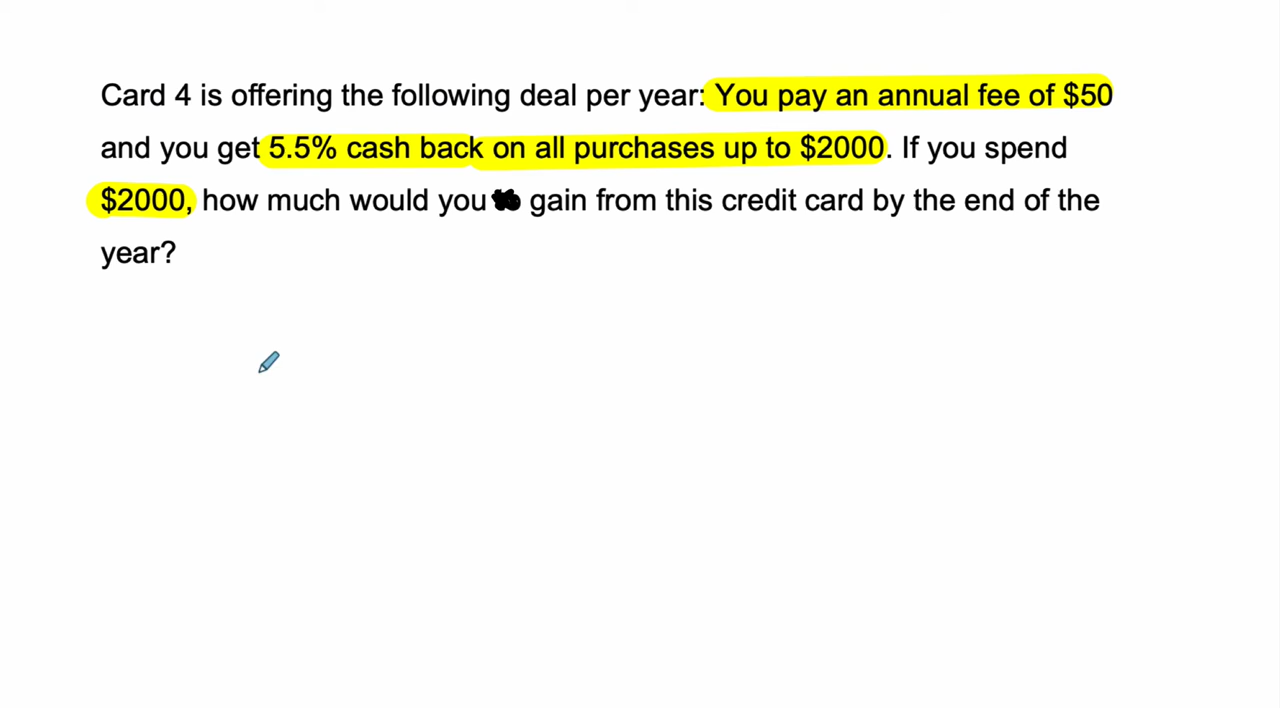 Card 4 is offering the following deal per year: You pay an annual fee of $50
and you get 5.5% cash back on all purchases up to $2000. If you spend
$2000, how much would you gain from this credit card by the end of the
year?